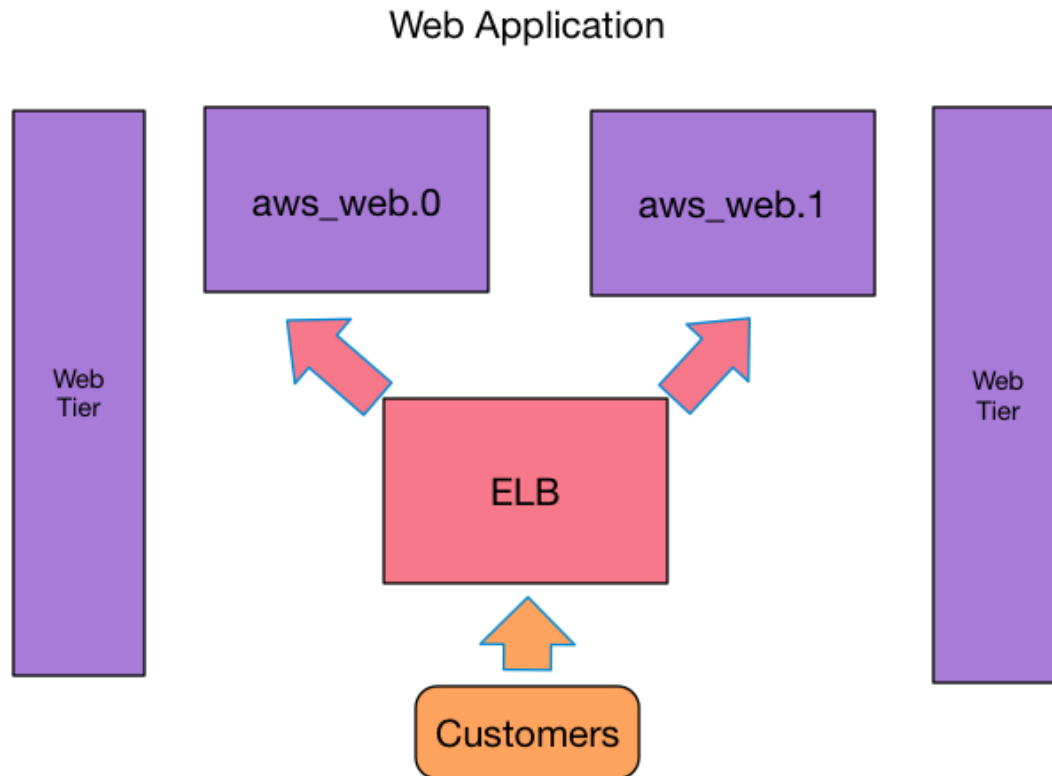 Web Application
aws_web.0
aws_web.1
Web
Tier
Web
Tier
ELB
Customers